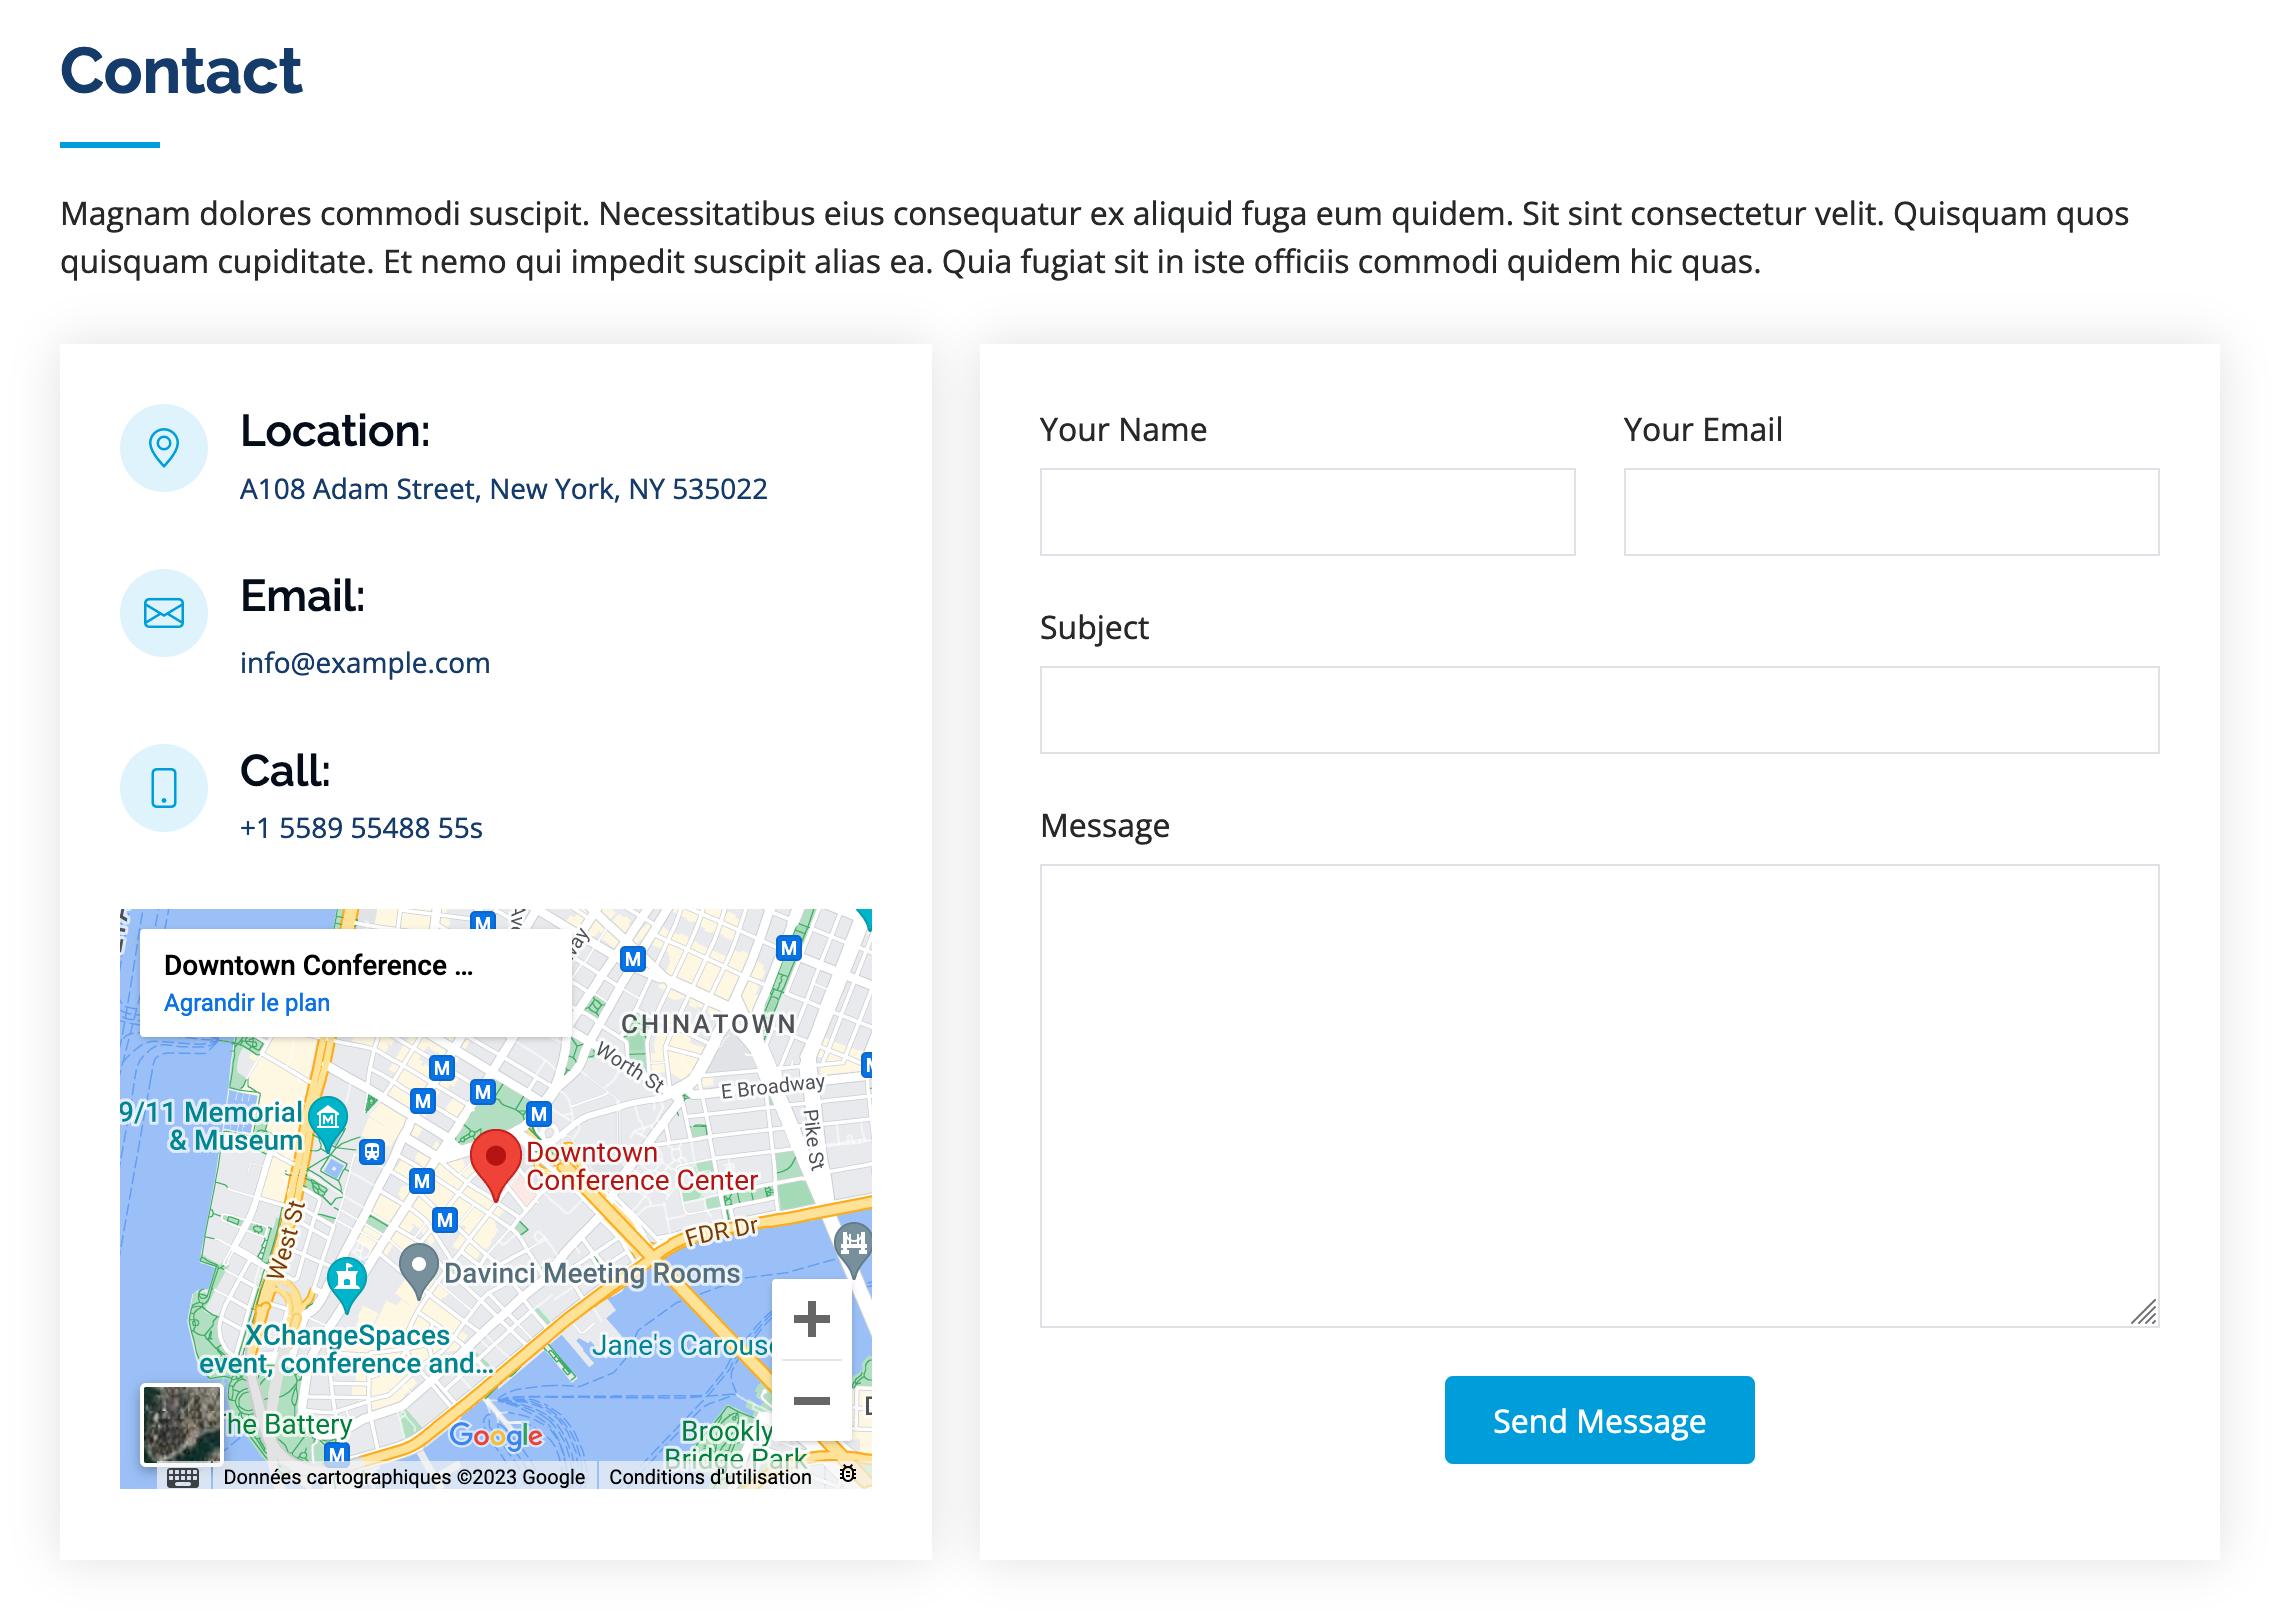 Contact
Magnam dolores commodi suscipit. Necessitatibus eius consequatur ex aliquid fuga eum quidem. Sit sint consectetur velit. Quisquam quos
quisquam cupiditate. Et nemo qui impedit suscipit alias ea. Quia fugiat sit in iste officiis commodi quidem hic quas.
Location:
A108 Adam Street, New York, NY 535022
Email:
info@example.com
Call:
+1 5589 55488 55s
Downtown Conference ...
Agrandir le plan
CHINATOWN
Worth St
E Broadway
Pike St
9/11 Memorial
& Museum
Downtown
Conference Center
West St
FDR Dr
Davinci Meeting Rooms
XChangeSpaces
event, conference and...
Jane's Carous
The Battery
Google
Brookly
Bridge Park
Données cartographiques ©2023 Google
Conditions d'utilisation
Your Name
Your Email
Subject
Message
Send Message